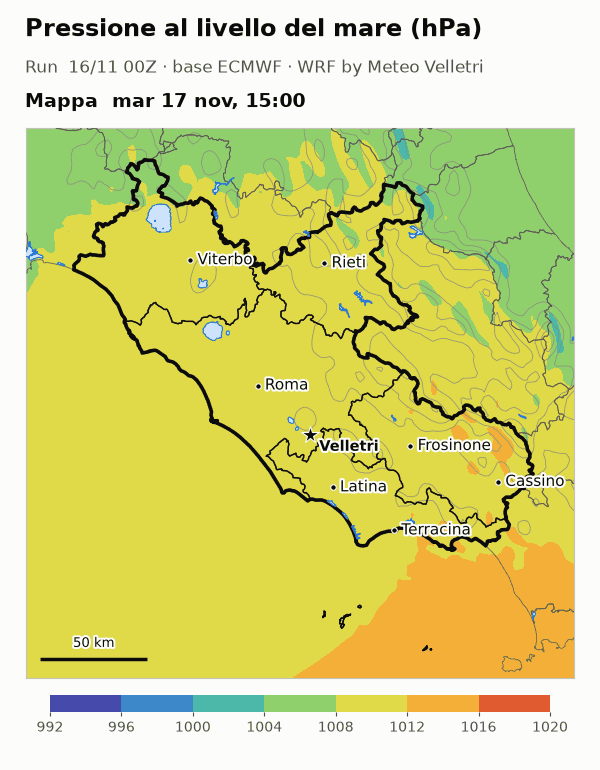 Pressione al livello del mare (hPa)
Run  16/11 00Z · base ECMWF · WRF by Meteo Velletri
Mappa  mar 17 nov, 15:00
Viterbo
Rieti
Roma
Velletri
Frosinone
Latina
Cassino
Terracina
50 km
992 996 1000 1004 1008 1012 1016 1020